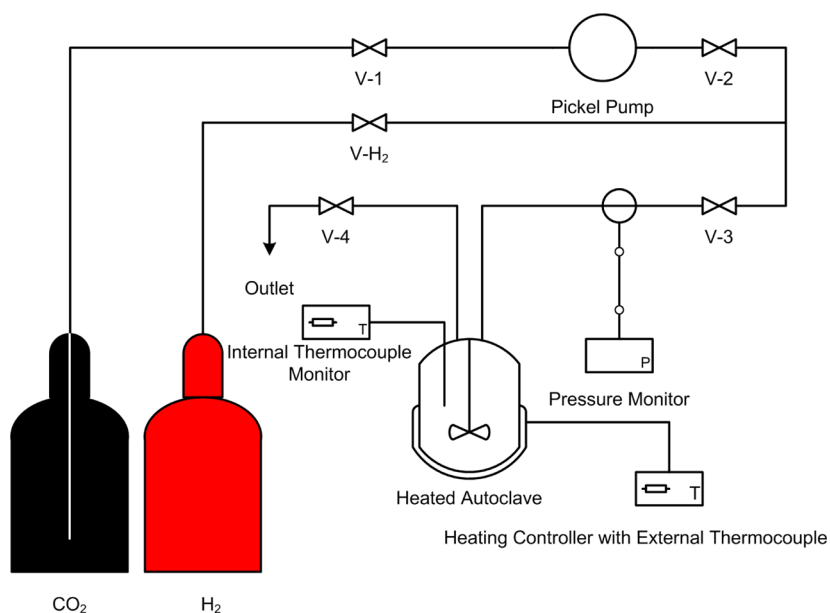 V-1
V-2
Pickel Pump
V-H₂
V-4
V-3
Outlet
T
Internal Thermocouple
Monitor
P
Pressure Monitor
Heated Autoclave
T
Heating Controller with External Thermocouple
CO₂
H₂